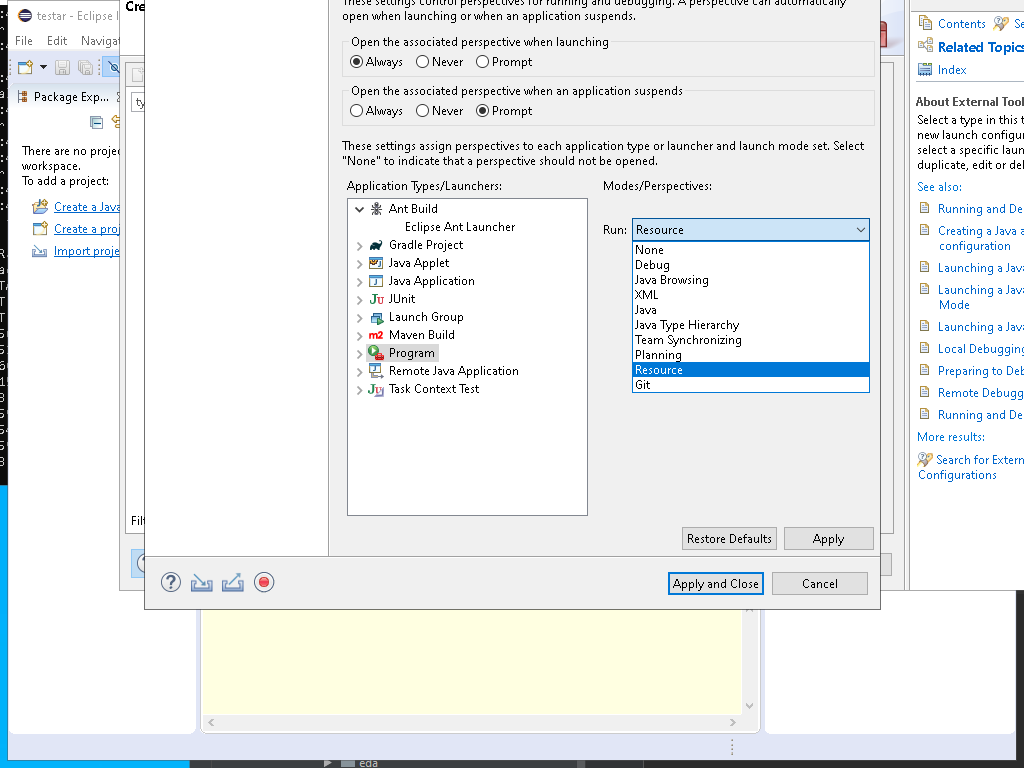 testar - Eclipse I
File Edit Navigat
Package Exp...
There are no proje
workspace.
To add a project:
Create a Java
Create a proj
Import proje
Cre
ty
Filt
These settings control perspectives for running and debugging. A perspective can automatically
open when launching or when an application suspends.
Open the associated perspective when launching
Always Never Prompt
Open the associated perspective when an application suspends
Always Never Prompt
These settings assign perspectives to each application type or launcher and launch mode set. Select
"None" to indicate that a perspective should not be opened.
Application Types/Launchers:
Modes/Perspectives:
Ant Build
Eclipse Ant Launcher
Gradle Project
Java Applet
Java Application
JUnit
Launch Group
Maven Build
Program
Remote Java Application
Task Context Test
Run: Resource
None
Debug
Java Browsing
XML
Java
Java Type Hierarchy
Team Synchronizing
Planning
Resource
Git
Restore Defaults Apply
Apply and Close Cancel
Contents Se
Related Topics
Index
About External Tool
Select a type in this t
new launch configur
select a specific laun
duplicate, edit or del
See also:
Running and De
Creating a Java a
configuration
Launching a Java
Launching a Java
Mode
Launching a Java
Local Debugging
Preparing to Deb
Remote Debugg
Running and De
More results:
Search for Extern
Configurations
eda